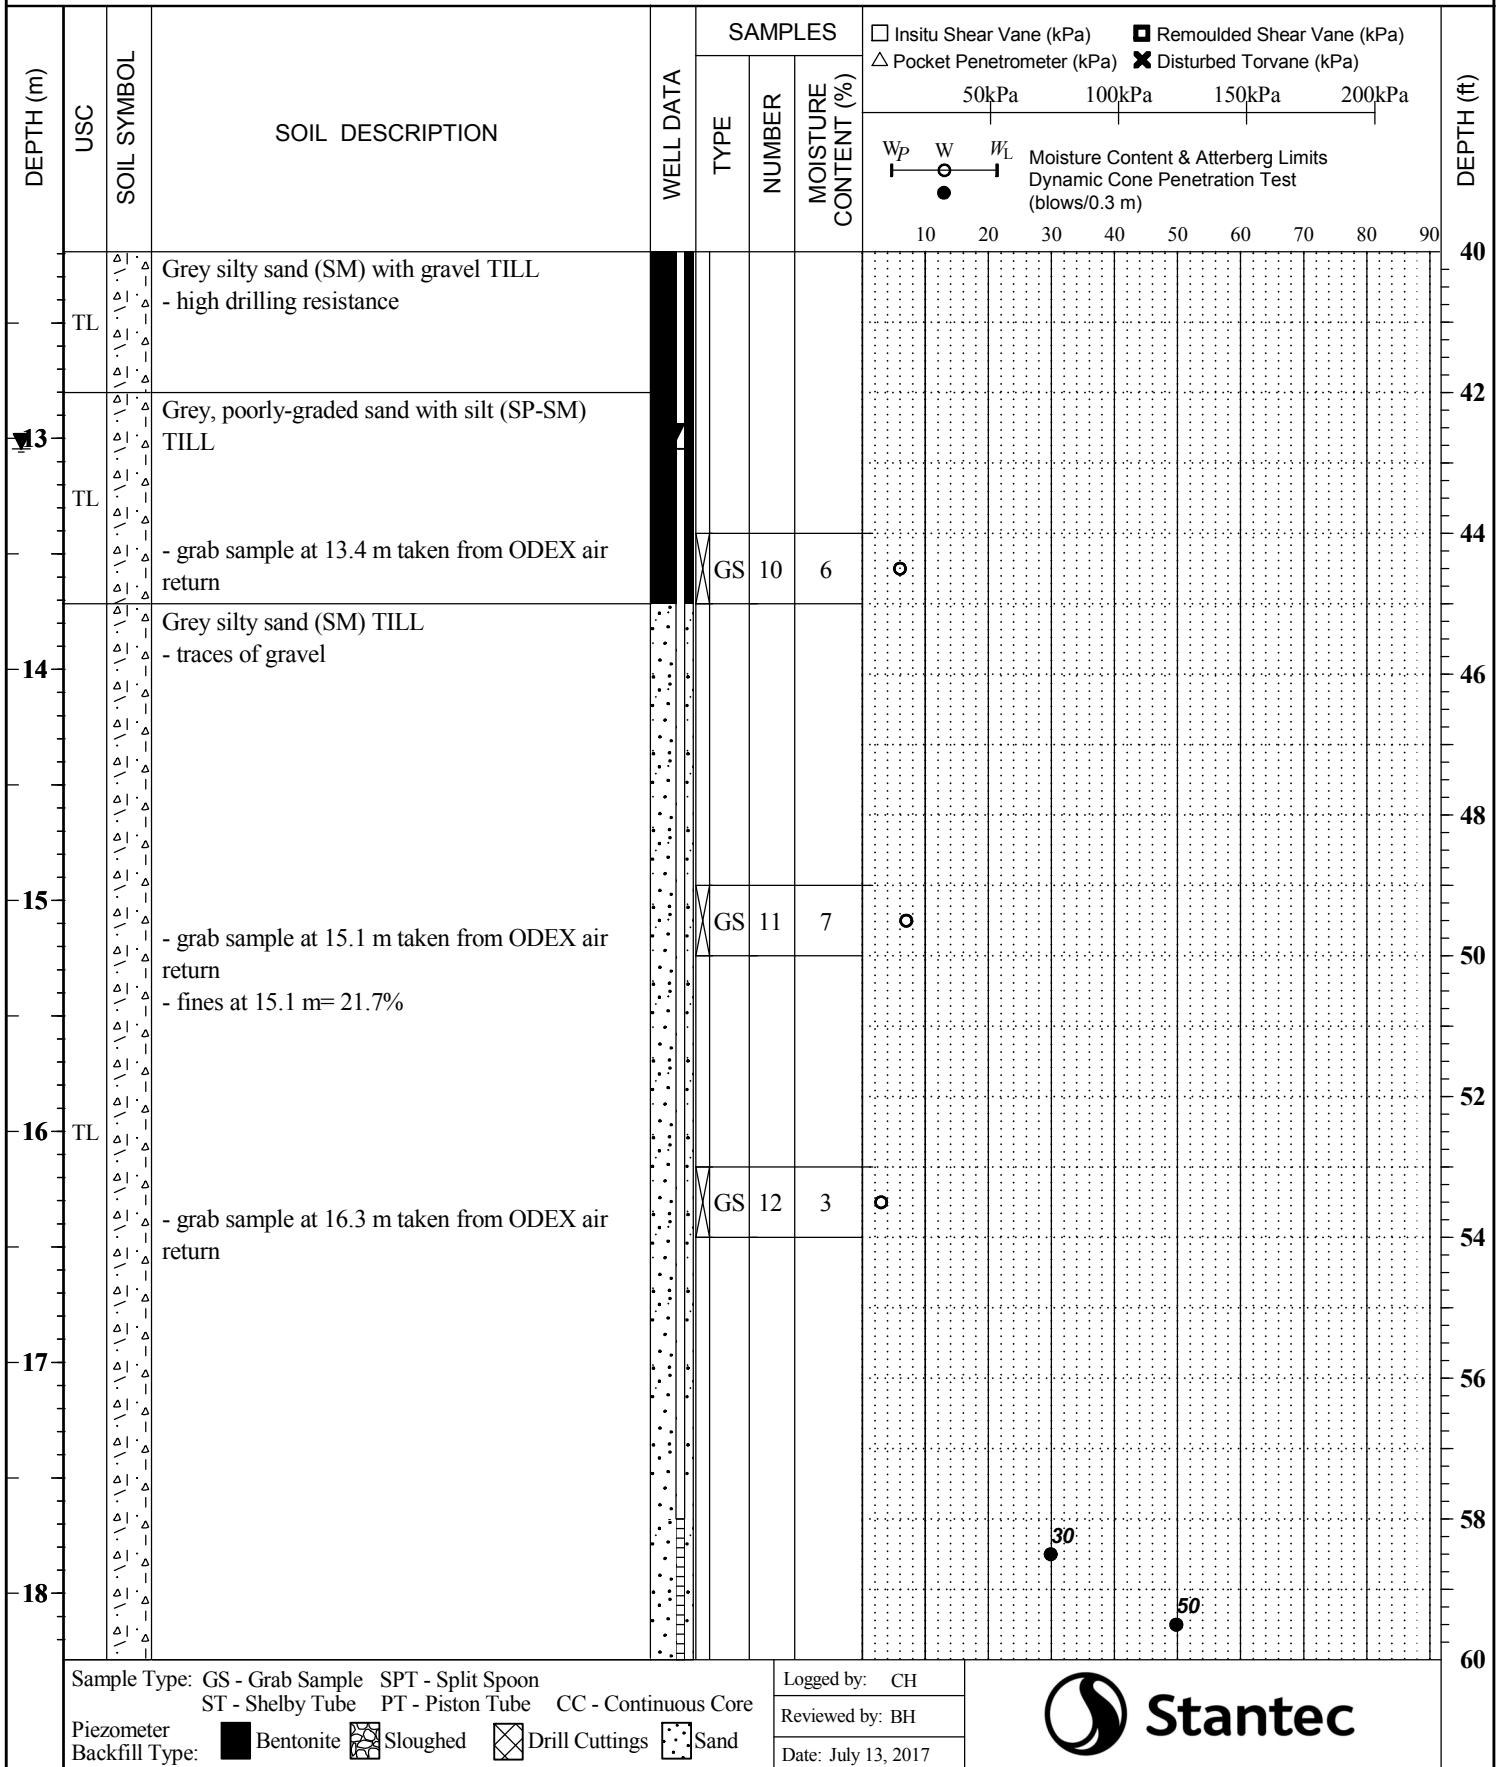 SAMPLES
Insitu Shear Vane (kPa) Remoulded Shear Vane (kPa)
Pocket Penetrometer (kPa) Disturbed Torvane (kPa)
50kPa 100kPa 150kPa 200kPa
DEPTH (m)
USC
SOIL SYMBOL
SOIL DESCRIPTION
WELL DATA
TYPE
NUMBER
MOISTURE CONTENT (%)
DEPTH (ft)
WP W WL
Moisture Content & Atterberg Limits
Dynamic Cone Penetration Test
(blows/0.3 m)
10 20 30 40 50 60 70 80 90
40
Grey silty sand (SM) with gravel TILL
- high drilling resistance
TL
42
Grey, poorly-graded sand with silt (SP-SM)
TILL
13
TL
44
- grab sample at 13.4 m taken from ODEX air
return
GS 10 6
Grey silty sand (SM) TILL
- traces of gravel
14
46
48
15
GS 11 7
- grab sample at 15.1 m taken from ODEX air
return
50
- fines at 15.1 m= 21.7%
52
16
TL
GS 12 3
- grab sample at 16.3 m taken from ODEX air
return
54
17
56
58
30
18
50
60
Sample Type: GS - Grab Sample SPT - Split Spoon
ST - Shelby Tube PT - Piston Tube CC - Continuous Core
Piezometer
Backfill Type: Bentonite Sloughed Drill Cuttings Sand
Logged by: CH
Reviewed by: BH
Date: July 13, 2017
Stantec